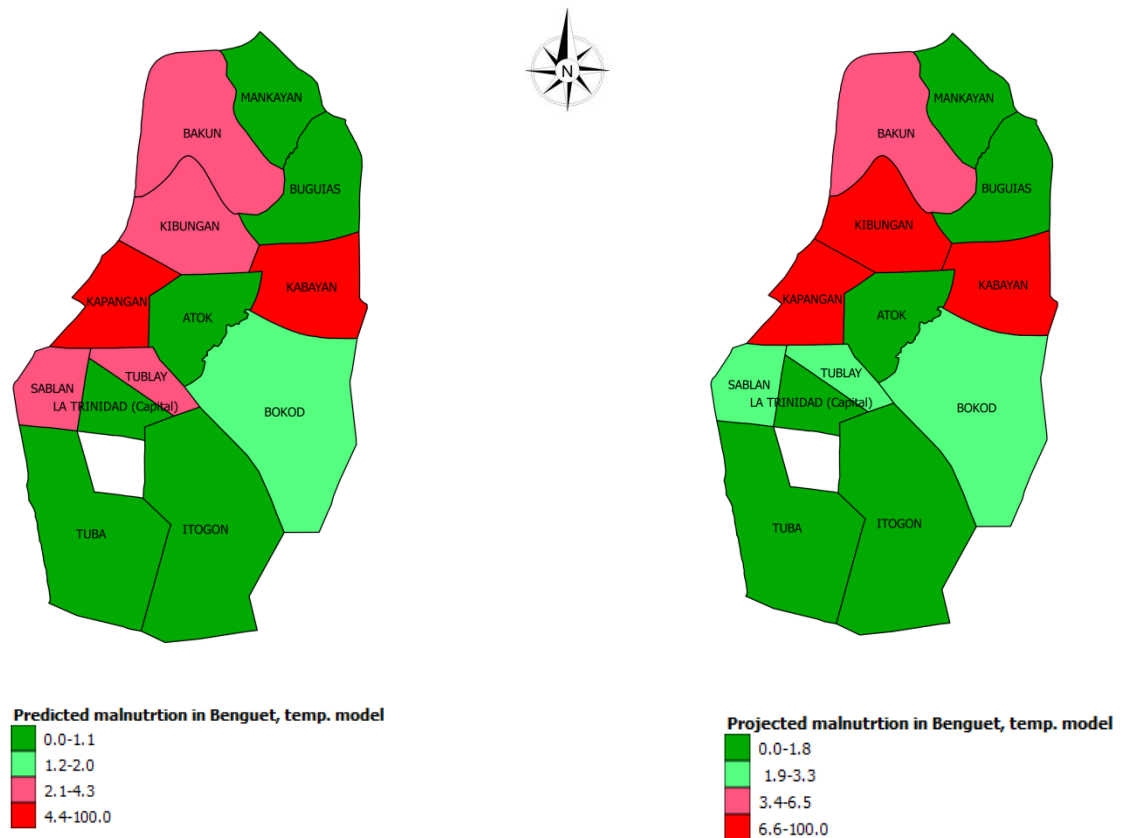 N
MANKAYAN
BAKUN
BUGUIAS
KIBUNGAN
KAPANGAN
KABAYAN
ATOK
SABLAN
TUBLAY
LA TRINIDAD (Capital)
BOKOD
TUBA
ITOGON
Predicted malnutrtion in Benguet, temp. model
0.0-1.1
1.2-2.0
2.1-4.3
4.4-100.0
MANKAYAN
BAKUN
BUGUIAS
KIBUNGAN
KAPANGAN
KABAYAN
ATOK
SABLAN
TUBLAY
LA TRINIDAD (Capital)
BOKOD
TUBA
ITOGON
Projected malnutrtion in Benguet, temp. model
0.0-1.8
1.9-3.3
3.4-6.5
6.6-100.0